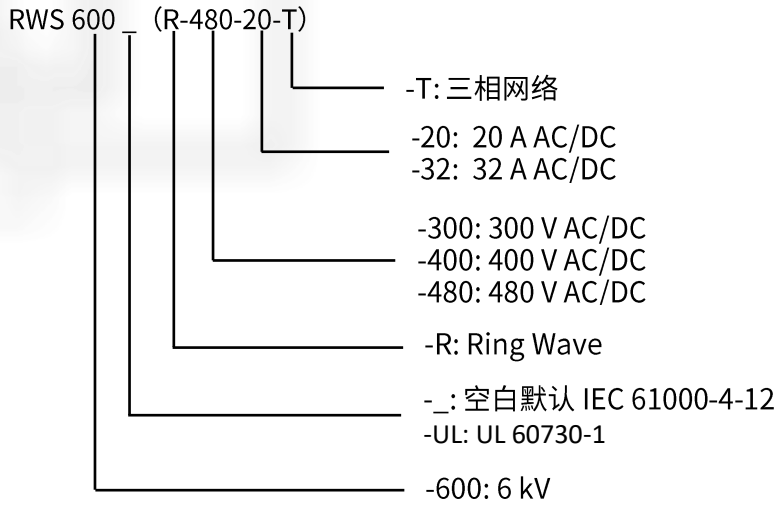 RWS 600 _（R-480-20-T）
-T: 三相网络
-20: 20 A AC/DC
-32: 32 A AC/DC
-300: 300 V AC/DC
-400: 400 V AC/DC
-480: 480 V AC/DC
-R: Ring Wave
-_: 空白默认 IEC 61000-4-12
-UL: UL 60730-1
-600: 6 kV